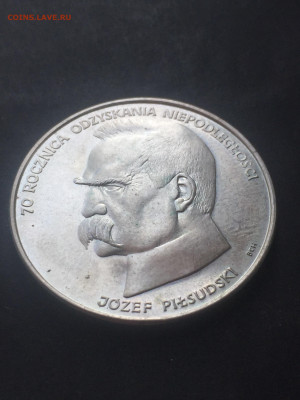 COINS.LAVE.RU
70 ROCZNICA ODZYSKANIA NIEPODLEGŁOŚCI
JÓZEF PIŁSUDSKI